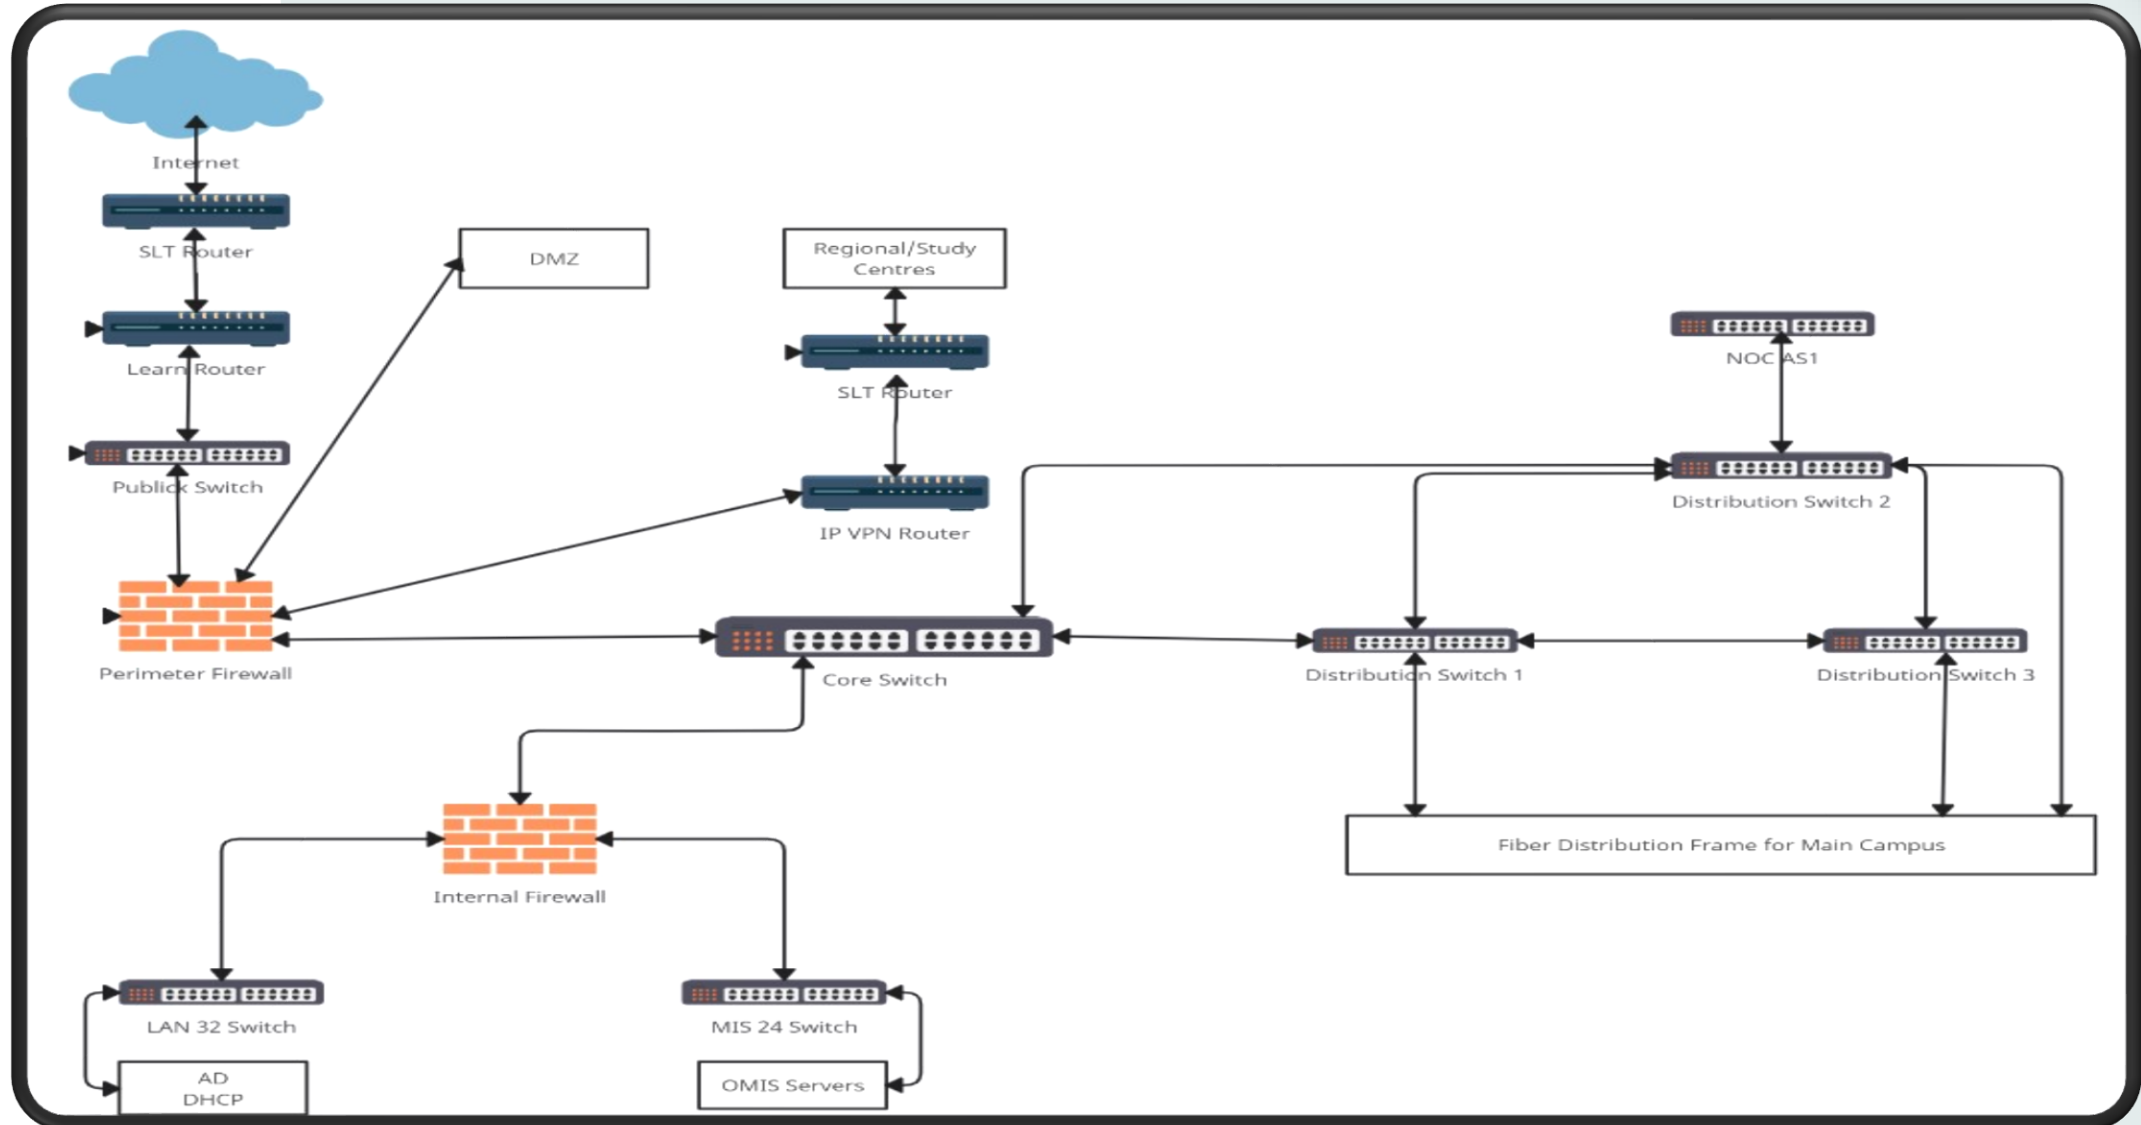 Internet
SLT Router
DMZ
Regional/Study
Centres
Learn Router
SLT Router
NOC AS1
Publick Switch
IP VPN Router
Distribution Switch 2
Perimeter Firewall
Core Switch
Distribution Switch 1
Distribution Switch 3
Fiber Distribution Frame for Main Campus
Internal Firewall
LAN 32 Switch
MIS 24 Switch
AD
DHCP
OMIS Servers